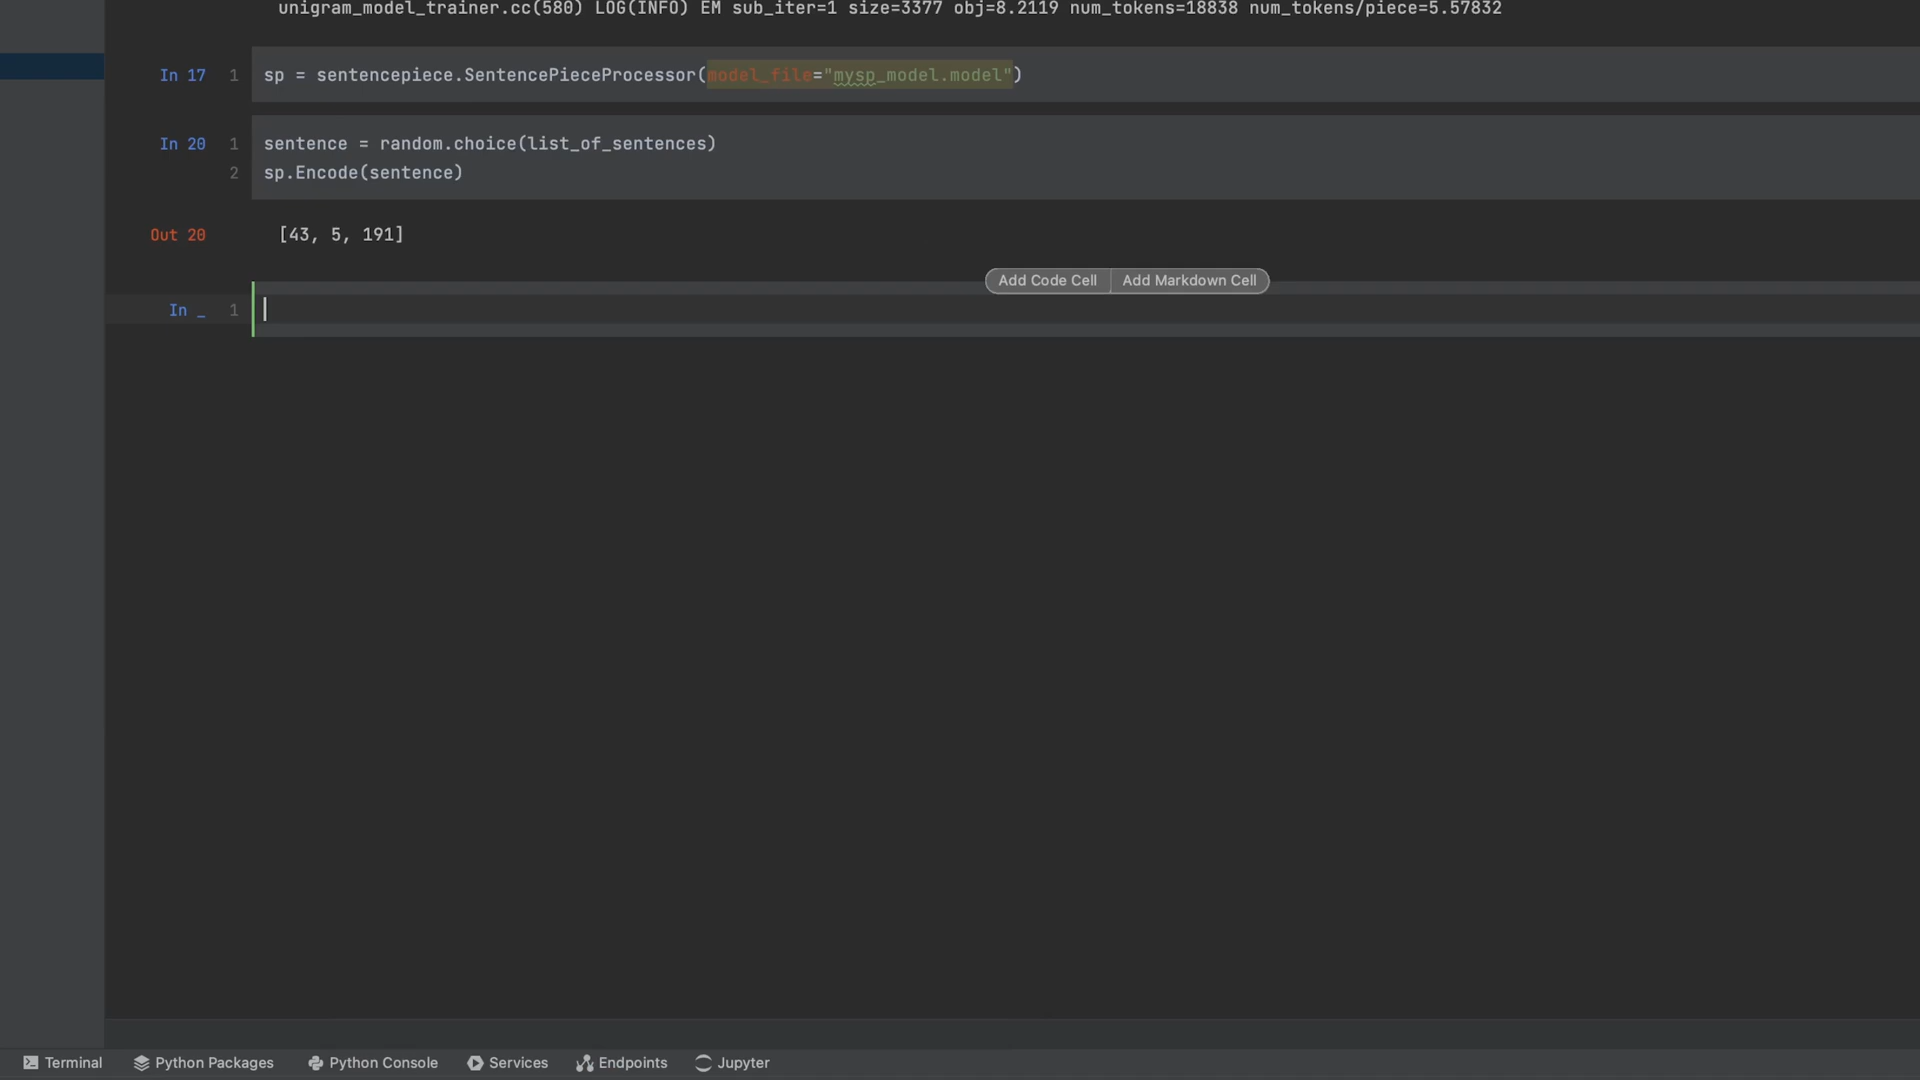 unigram_model_trainer.cc(580) LOG(INFO) EM sub_iter=1 size=3377 obj=8.2119 num_tokens=18838 num_tokens/piece=5.57832
In 17 1 sp = sentencepiece.SentencePieceProcessor(model_file="mysp_model.model")
In 20 1 sentence = random.choice(list_of_sentences)
2 sp.Encode(sentence)
Out 20 [43, 5, 191]
Add Code Cell Add Markdown Cell
In _ 1
Terminal Python Packages Python Console Services Endpoints Jupyter